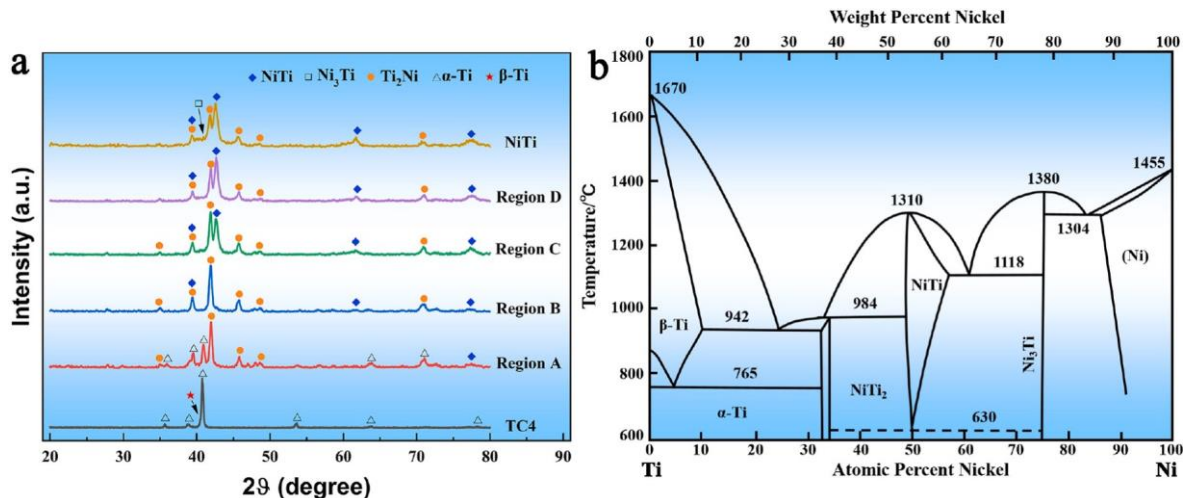 a
NiTi Ni3Ti Ti2Ni α-Ti β-Ti
NiTi
Region D
Region C
Region B
Region A
TC4
Intensity (a.u.)
20 30 40 50 60 70 80 90
2ϑ (degree)
b
Weight Percent Nickel
0 10 20 30 40 50 60 70 80 90 100
1800
1600
1400
1200
1000
800
600
Temperature/℃
1670
1455
1380
1310
1304
(Ni)
1118
NiTi
984
942
β-Ti
Ni3Ti
765
NiTi2
α-Ti
630
0 10 20 30 40 50 60 70 80 90 100
Ti Atomic Percent Nickel Ni